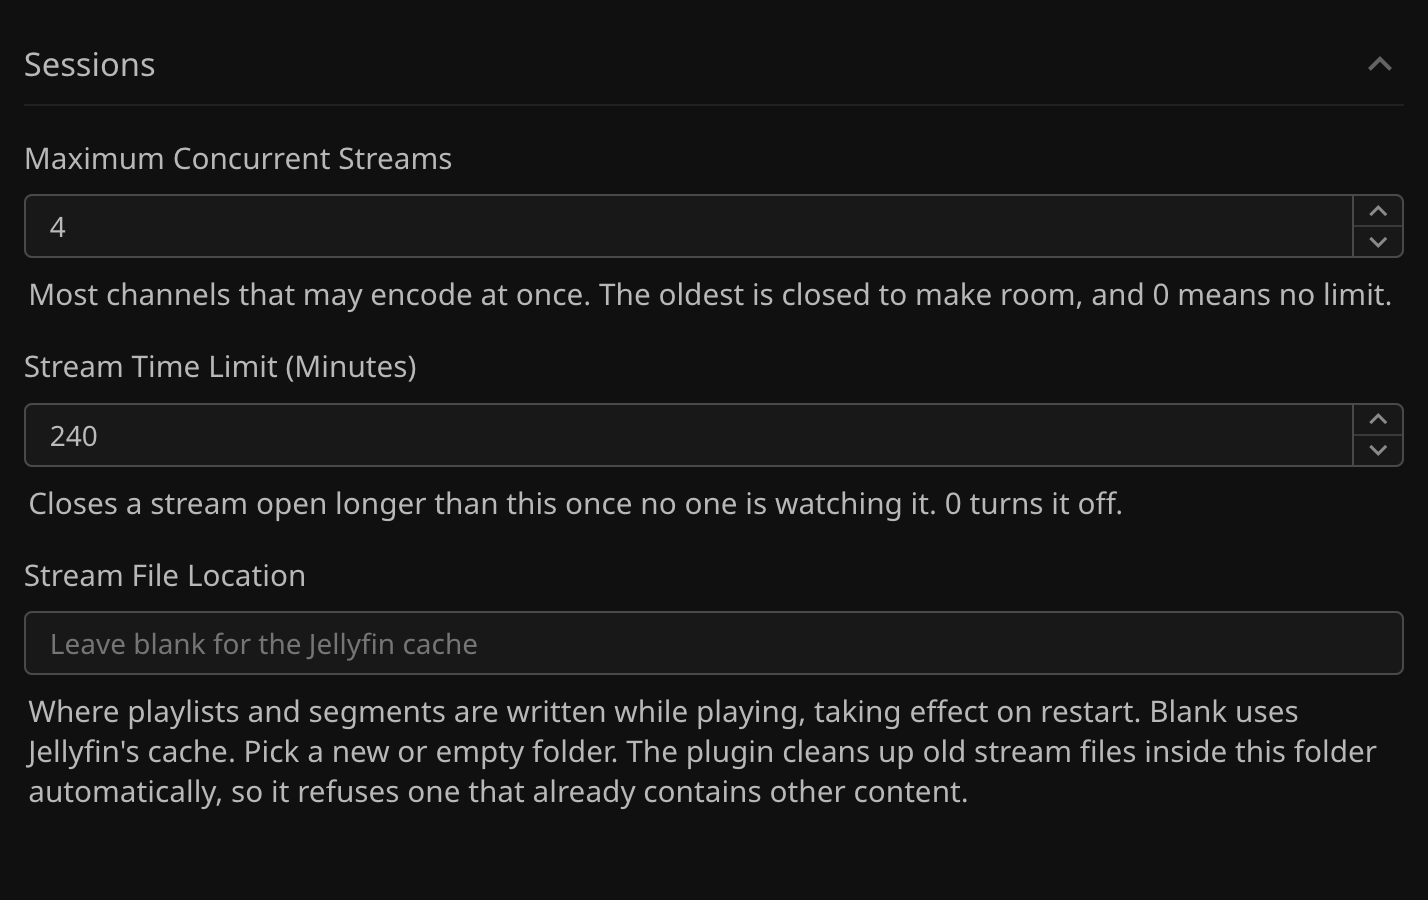 Sessions
Maximum Concurrent Streams
4
Most channels that may encode at once. The oldest is closed to make room, and 0 means no limit.
Stream Time Limit (Minutes)
240
Closes a stream open longer than this once no one is watching it. 0 turns it off.
Stream File Location
Leave blank for the Jellyfin cache
Where playlists and segments are written while playing, taking effect on restart. Blank uses
Jellyfin's cache. Pick a new or empty folder. The plugin cleans up old stream files inside this folder
automatically, so it refuses one that already contains other content.